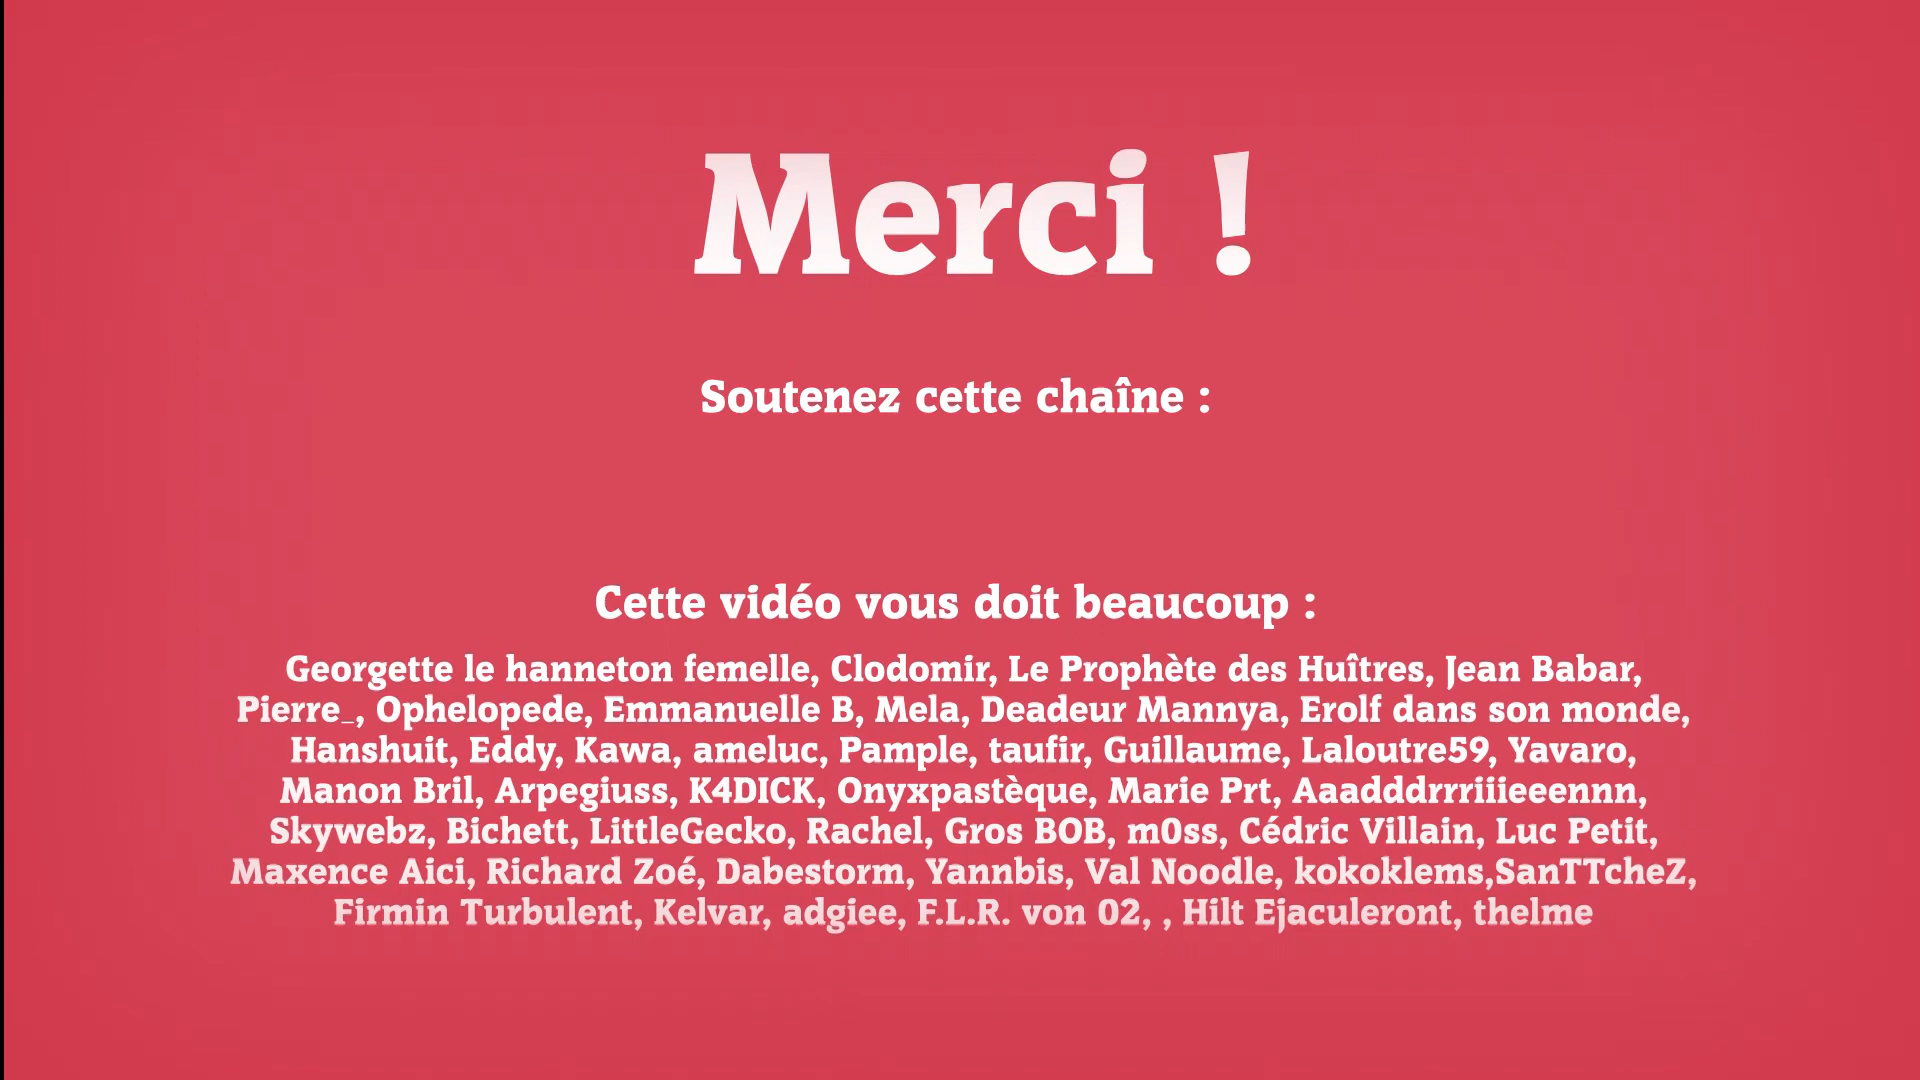 Merci !
Soutenez cette chaîne :
Cette vidéo vous doit beaucoup :
Georgette le hanneton femelle, Clodomir, Le Prophète des Huîtres, Jean Babar,
Pierre_, Ophelopede, Emmanuelle B, Mela, Deadeur Mannya, Erolf dans son monde,
Hanshuit, Eddy, Kawa, ameluc, Pample, taufir, Guillaume, Laloutre59, Yavaro,
Manon Bril, Arpegiuss, K4DICK, Onyxpastèque, Marie Prt, Aaadddrrriiieeennn,
Skywebz, Bichett, LittleGecko, Rachel, Gros BOB, m0ss, Cédric Villain, Luc Petit,
Maxence Aici, Richard Zoé, Dabestorm, Yannbis, Val Noodle, kokoklems,SanTTcheZ,
Firmin Turbulent, Kelvar, adgiee, F.L.R. von 02, , Hilt Ejaculeront, thelme